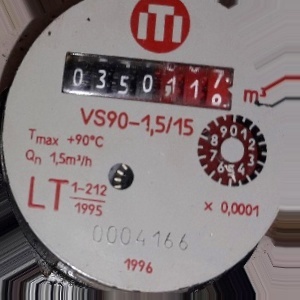 0350117
m³
VS90-1,5/15
Tmax +90°C
Qn 1,5m³/h
LT 1-212
1995
x 0,0001
0004166
1996